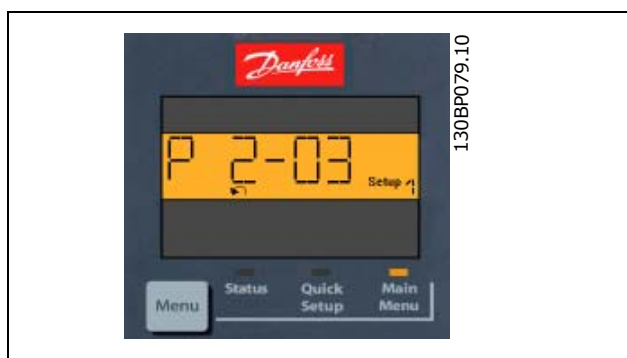 Danfoss
130BP079.10
P 2-03
Setup 1
Menu
Status
Quick
Setup
Main
Menu